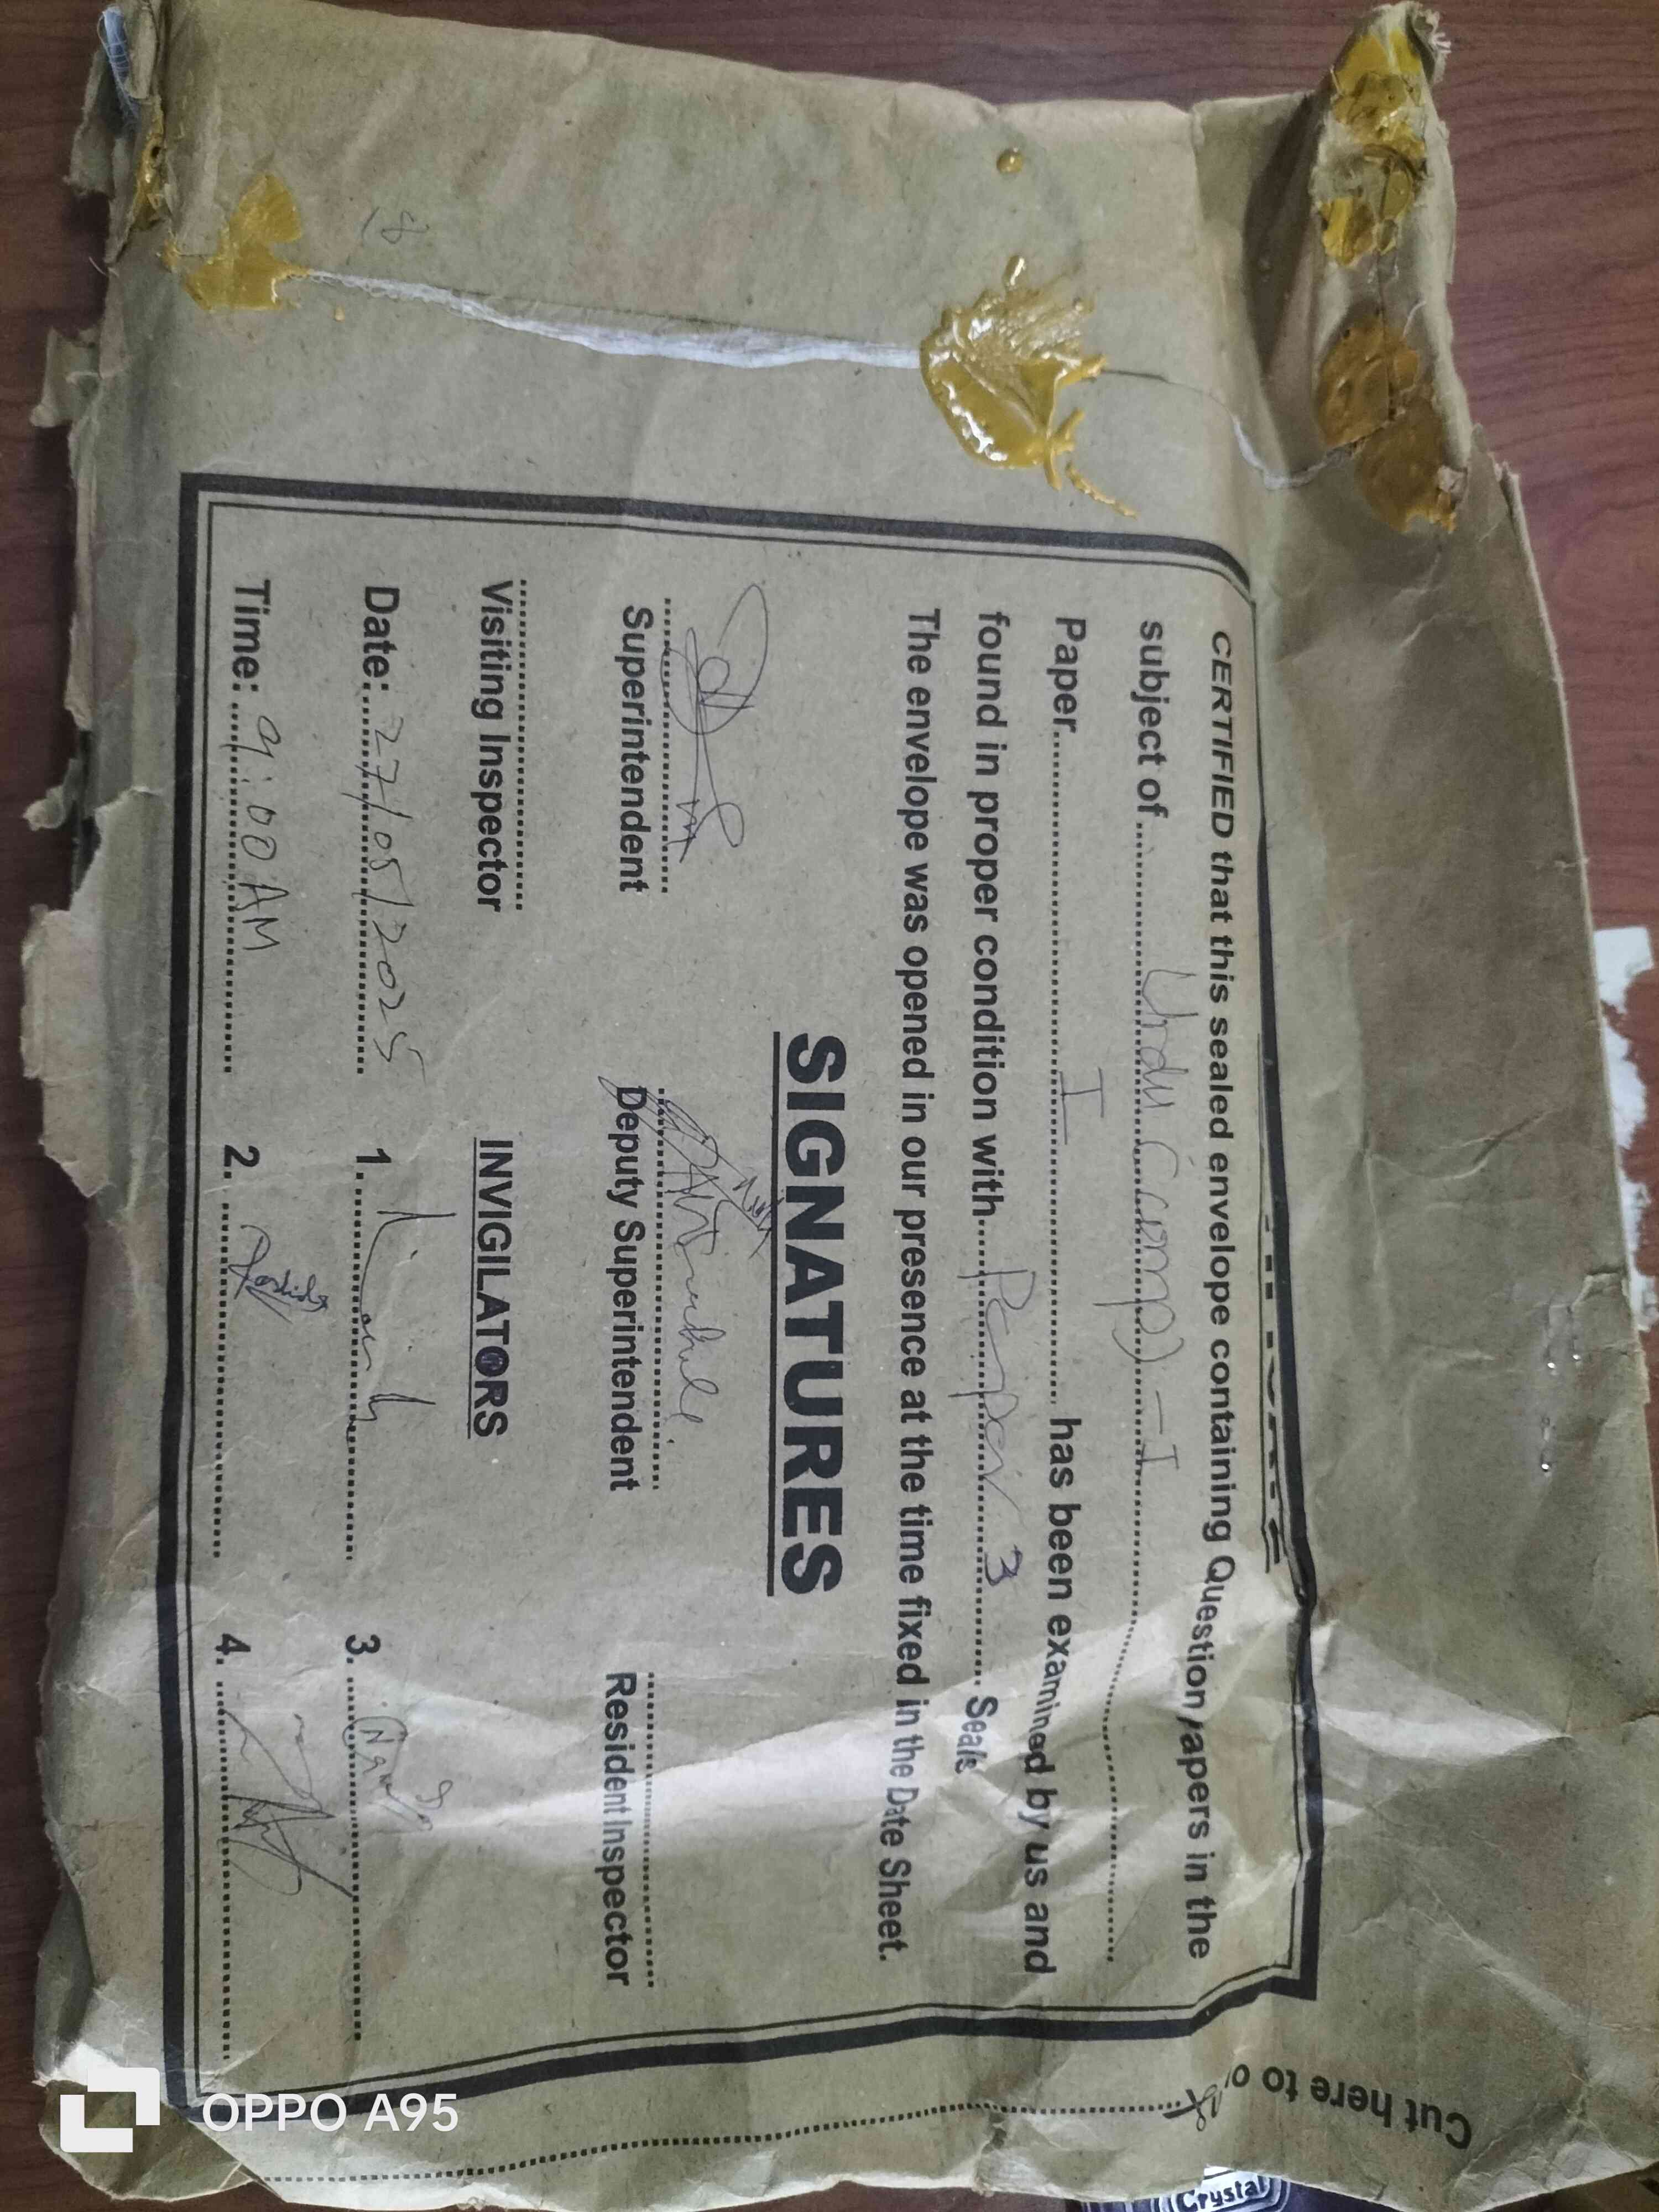 CERTIFIED that this sealed envelope containing Question papers in the
subject of ........ Urdu (comp) - I ........
Paper........ I ........ has been examined by us and
found in proper condition with........ Paper 3 ........ Seals
The envelope was opened in our presence at the time fixed in the Date Sheet.
SIGNATURES
Superintendent Deputy Superintendent Resident Inspector
Visiting Inspector INVIGILATORS
Date: 27/05/2025 1. 3.
Time: 9:00 AM 2. 4.
Cut here to
OPPO A95
Crystal